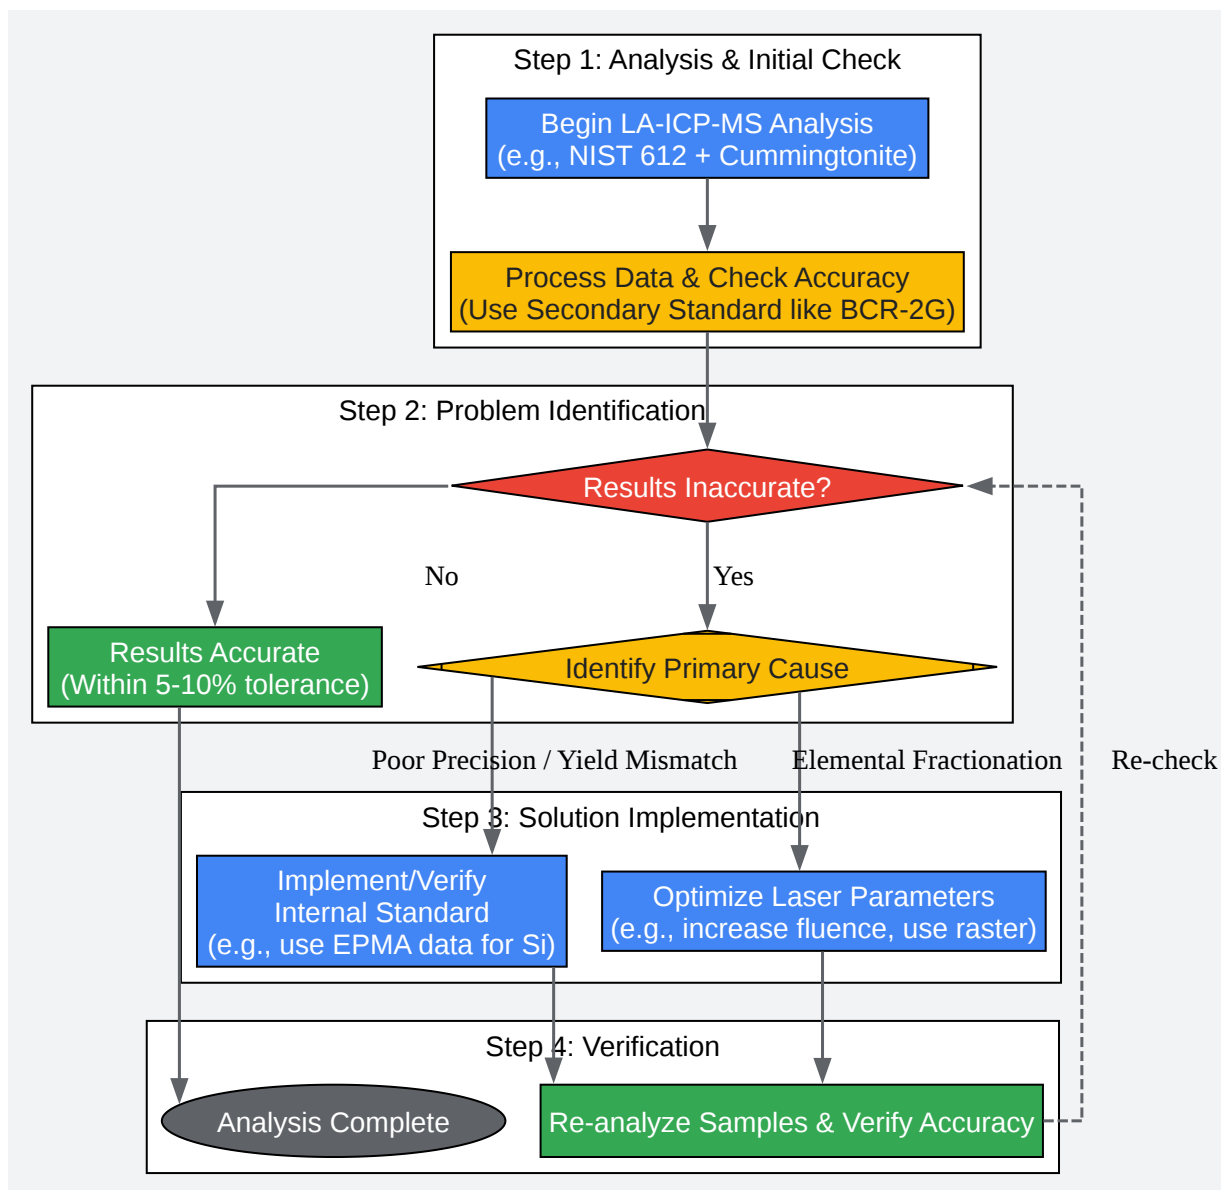 Step 1: Analysis & Initial Check
Begin LA-ICP-MS Analysis
(e.g., NIST 612 + Cummingtonite)
Process Data & Check Accuracy
(Use Secondary Standard like BCR-2G)
Step 2: Problem Identification
Results Inaccurate?
No
Yes
Results Accurate
(Within 5-10% tolerance)
Identify Primary Cause
Poor Precision / Yield Mismatch
Elemental Fractionation
Re-check
Step 3: Solution Implementation
Implement/Verify
Internal Standard
(e.g., use EPMA data for Si)
Optimize Laser Parameters
(e.g., increase fluence, use raster)
Step 4: Verification
Analysis Complete
Re-analyze Samples & Verify Accuracy